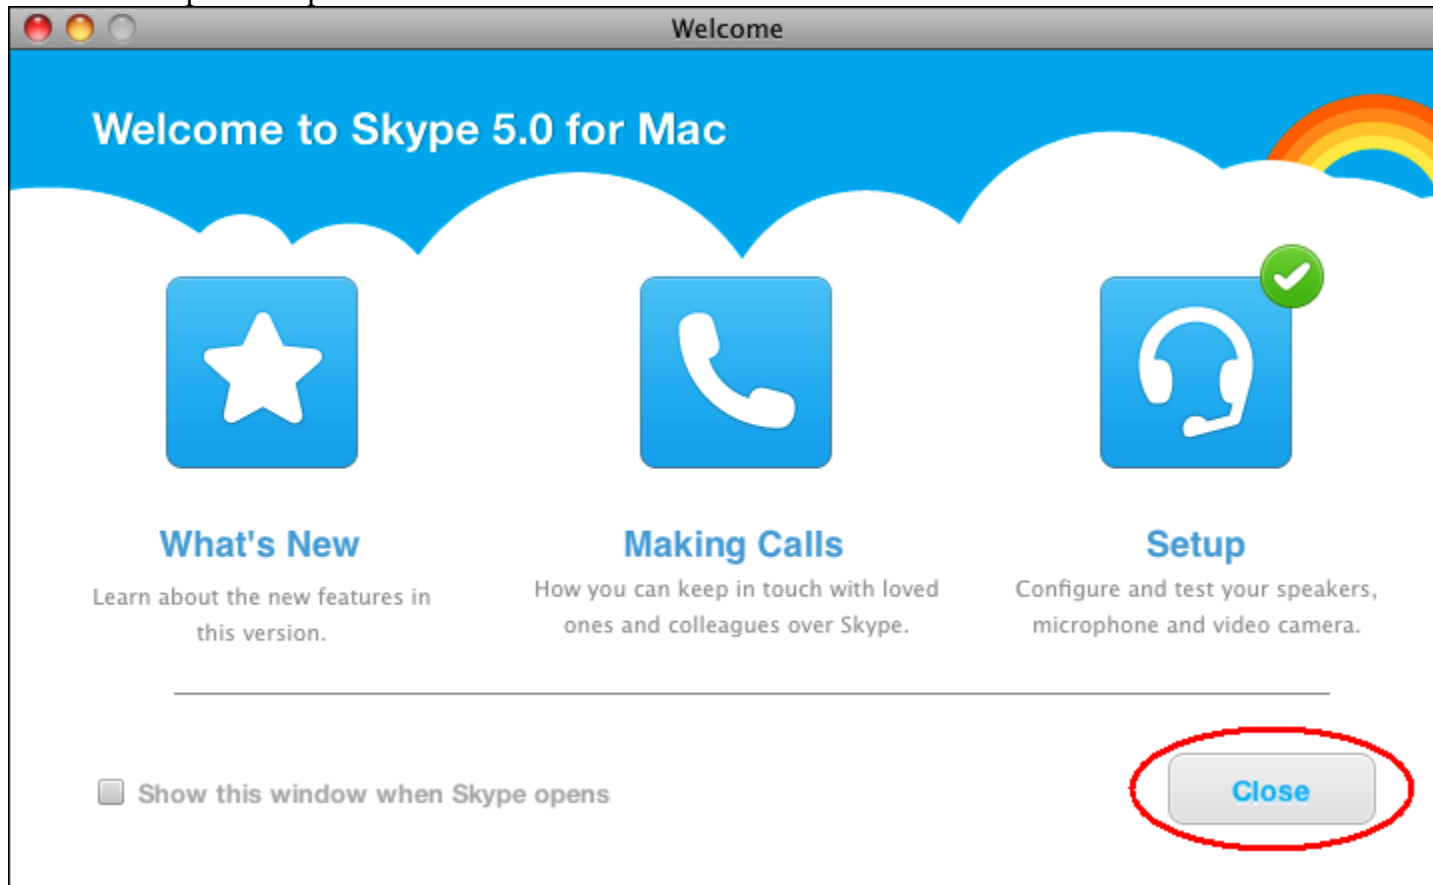 Welcome
Welcome to Skype 5.0 for Mac
What's New
Learn about the new features in
this version.
Making Calls
How you can keep in touch with loved
ones and colleagues over Skype.
Setup
Configure and test your speakers,
microphone and video camera.
Show this window when Skype opens
Close